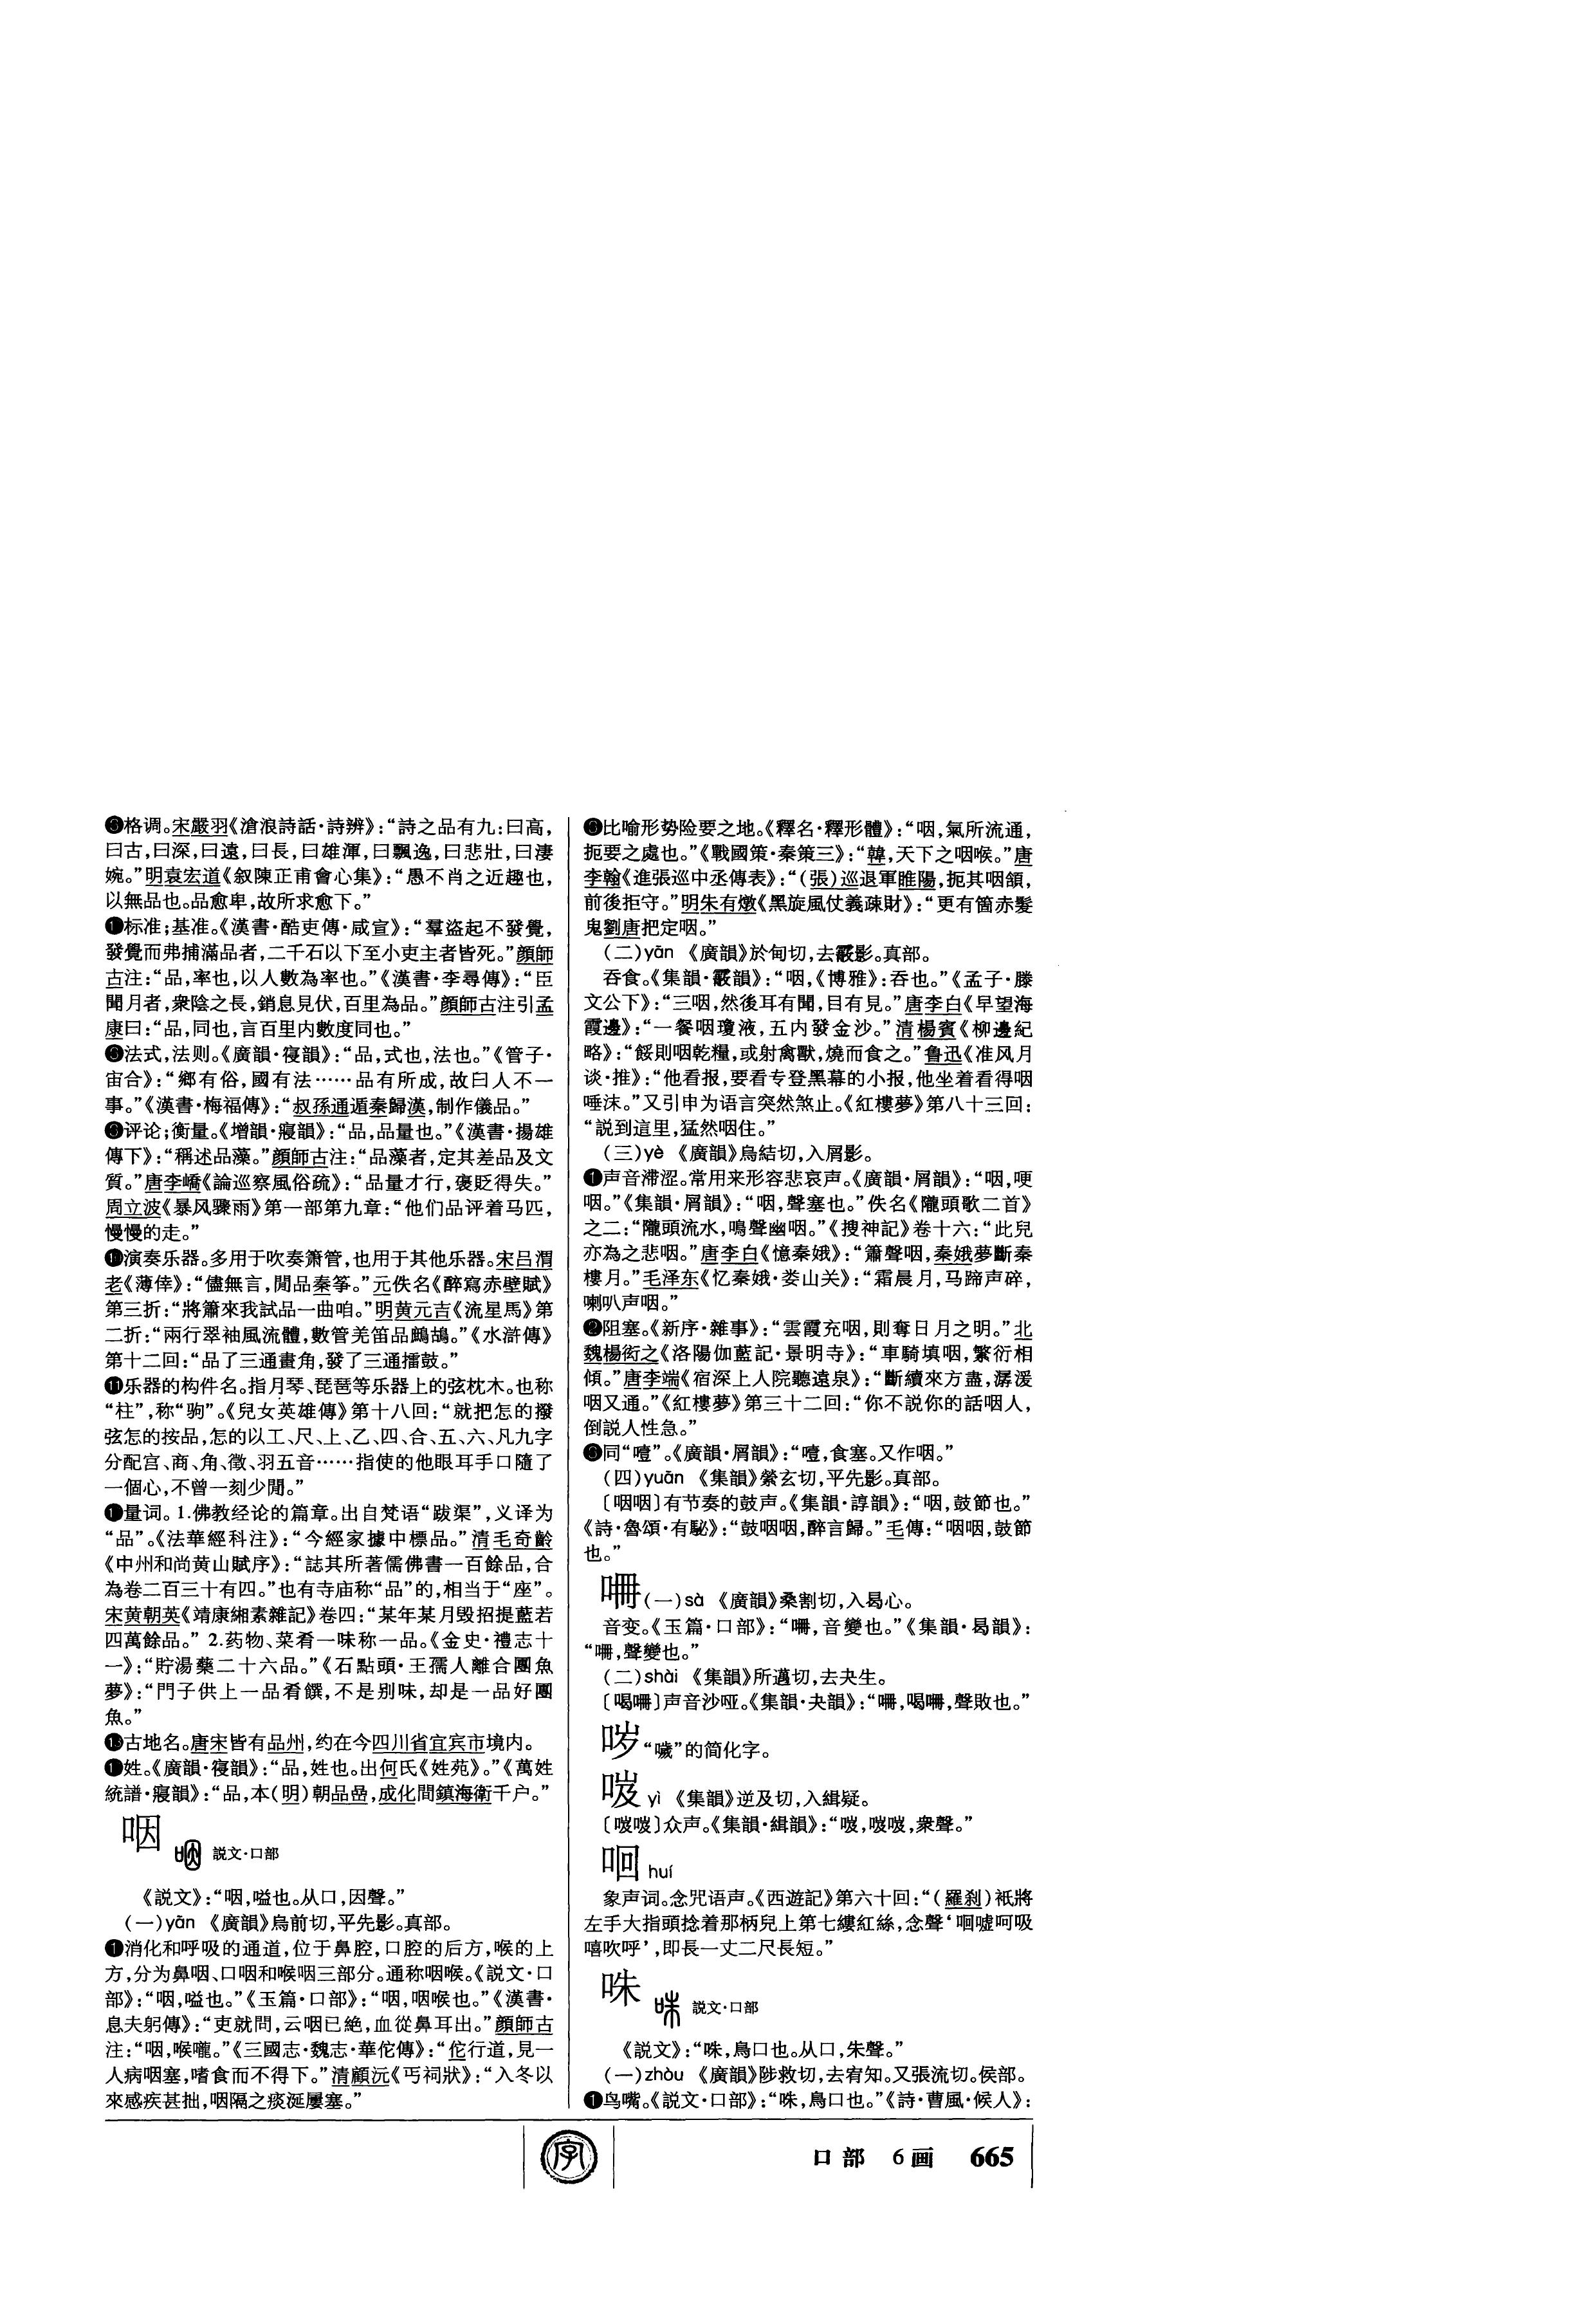 格调。宋嚴羽《滄浪詩話·詩辨》：“詩之品有九：曰高，
曰古，曰深，曰遠，曰長，曰雄渾，曰飄逸，曰悲壯，曰淒
婉。”明袁宏道《叙陳正甫會心集》：“愚不肖之近趣也，
以無品也。品愈卑，故所求愈下。”
标准；基准。《漢書·酷吏傳·咸宣》：“羣盜起不發覺，
發覺而弗捕滿品者，二千石以下至小吏主者皆死。”顔師
古注：“品，率也，以人數為率也。”《漢書·李尋傳》：“臣
聞月者，衆陰之長，銷息見伏，百里為品。”顔師古注引孟
康曰：“品，同也，言百里内數度同也。”
法式，法则。《廣韻·寑韻》：“品，式也，法也。”《管子·
宙合》：“鄉有俗，國有法……品有所成，故曰人不一
事。”《漢書·梅福傳》：“叔孫通遁秦歸漢，制作儀品。”
评论；衡量。《增韻·寢韻》：“品，品量也。”《漢書·揚雄
傳下》：“稱述品藻。”顔師古注：“品藻者，定其差品及文
質。”唐李嶠《論巡察風俗疏》：“品量才行，褒貶得失。”
周立波《暴风骤雨》第一部第九章：“他们品评着马匹，
慢慢的走。”
演奏乐器。多用于吹奏箫管，也用于其他乐器。宋吕渭
老《薄倖》：“儘無言，閒品秦筝。”元佚名《醉寫赤壁賦》
第三折：“將簫來我試品一曲咱。”明黄元吉《流星馬》第
二折：“兩行翠袖風流體，數管羌笛品鷓鴣。”《水滸傳》
第十二回：“品了三通畫角，發了三通擂鼓。”
⓫乐器的构件名。指月琴、琵琶等乐器上的弦枕木。也称
“柱”，称“驹”。《兒女英雄傳》第十八回：“就把怎的撥
弦怎的按品，怎的以工、尺、上、乙、四、合、五、六、凡九字
分配宫、商、角、徵、羽五音……指使的他眼耳手口隨了
一個心，不曾一刻少閒。”
量词。1.佛教经论的篇章。出自梵语“跋渠”，义译为
“品”。《法華經科注》：“今經家據中標品。”清毛奇齡
《中州和尚黄山賦序》：“誌其所著儒佛書一百餘品，合
為卷二百三十有四。”也有寺庙称“品”的，相当于“座”。
宋黄朝英《靖康緗素雜記》卷四：“某年某月毁招提藍若
四萬餘品。”2.药物、菜肴一味称一品。《金史·禮志十
一》：“貯湯藥二十六品。”《石點頭·王孺人離合團魚
夢》：“門子供上一品肴饌，不是别味，却是一品好團
魚。”
⓭古地名。唐宋皆有品州，约在今四川省宜宾市境内。
姓。《廣韻·寑韻》：“品，姓也。出何氏《姓苑》。”《萬姓
統譜·寢韻》：“品，本（明）朝品嵒，成化間鎮海衛千户。”
咽
説文·口部
《説文》：“咽，嗌也。从口，因聲。”
（一）yān 《廣韻》烏前切，平先影。真部。
❶消化和呼吸的通道，位于鼻腔，口腔的后方，喉的上
方，分为鼻咽、口咽和喉咽三部分。通称咽喉。《説文·口
部》：“咽，嗌也。”《玉篇·口部》：“咽，咽喉也。”《漢書·
息夫躬傳》：“吏就問，云咽已絶，血從鼻耳出。”顔師古
注：“咽，喉嚨。”《三國志·魏志·華佗傳》：“佗行道，見一
人病咽塞，嗜食而不得下。”清顧沅《丐祠狀》：“入冬以
來感疾甚拙，咽隔之痰涎屢塞。”
比喻形势险要之地。《釋名·釋形體》：“咽，氣所流通，
扼要之處也。”《戰國策·秦策三》：“韓，天下之咽喉。”唐
李翰《進張巡中丞傳表》：“（張）巡退軍睢陽，扼其咽頷，
前後拒守。”明朱有燉《黑旋風仗義疎財》：“更有箇赤髮
鬼劉唐把定咽。”
（二）yān 《廣韻》於甸切，去霰影。真部。
吞食。《集韻·霰韻》：“咽，《博雅》：吞也。”《孟子·滕
文公下》：“三咽，然後耳有聞，目有見。”唐李白《早望海
霞邊》：“一餐咽瓊液，五内發金沙。”清楊賓《柳邊紀
略》：“餒則咽乾糧，或射禽獸，燒而食之。”鲁迅《准风月
谈·推》：“他看报，要看专登黑幕的小报，他坐着看得咽
唾沫。”又引申为语言突然煞止。《紅樓夢》第八十三回：
“説到這里，猛然咽住。”
（三）yè 《廣韻》烏結切，入屑影。
❶声音滞涩。常用来形容悲哀声。《廣韻·屑韻》：“咽，哽
咽。”《集韻·屑韻》：“咽，聲塞也。”佚名《隴頭歌二首》
之二：“隴頭流水，鳴聲幽咽。”《搜神記》卷十六：“此兒
亦為之悲咽。”唐李白《憶秦娥》：“簫聲咽，秦娥夢斷秦
樓月。”毛泽东《忆秦娥·娄山关》：“霜晨月，马蹄声碎，
喇叭声咽。”
❷阻塞。《新序·雜事》：“雲霞充咽，則奪日月之明。”北
魏楊衒之《洛陽伽藍記·景明寺》：“車騎填咽，繁衍相
傾。”唐李端《宿深上人院聽遠泉》：“斷續來方盡，潺湲
咽又通。”《紅樓夢》第三十二回：“你不説你的話咽人，
倒説人性急。”
❸同“噎”。《廣韻·屑韻》：“噎，食塞。又作咽。”
（四）yuān 《集韻》縈玄切，平先影。真部。
〔咽咽〕有节奏的鼓声。《集韻·諄韻》：“咽，鼓節也。”
《詩·魯頌·有駜》：“鼓咽咽，醉言歸。”毛傳：“咽咽，鼓節
也。”
㗔（一）sà 《廣韻》桑割切，入曷心。
音变。《玉篇·口部》：“㗔，音變也。”《集韻·曷韻》：
“㗔，聲變也。”
（二）shài 《集韻》所邁切，去夬生。
〔喝㗔〕声音沙哑。《集韻·夬韻》：“㗔，喝㗔，聲敗也。”
哕“噦”的简化字。
yì 《集韻》逆及切，入緝疑。
众声。《集韻·緝韻》：
㖸 huí
象声词。念咒语声。《西遊記》第六十回：“（羅刹）衹將
左手大指頭捻着那柄兒上第七縷紅絲，念聲‘㖸噓呵吸
嘻吹呼’，即長一丈二尺長短。”
咮
説文·口部
《説文》：“咮，鳥口也。从口，朱聲。”
（一）zhòu 《廣韻》陟救切，去宥知。又張流切。侯部。
❶鸟嘴。《説文·口部》：“咮，鳥口也。”《詩·曹風·候人》：
字
口部 6画 665